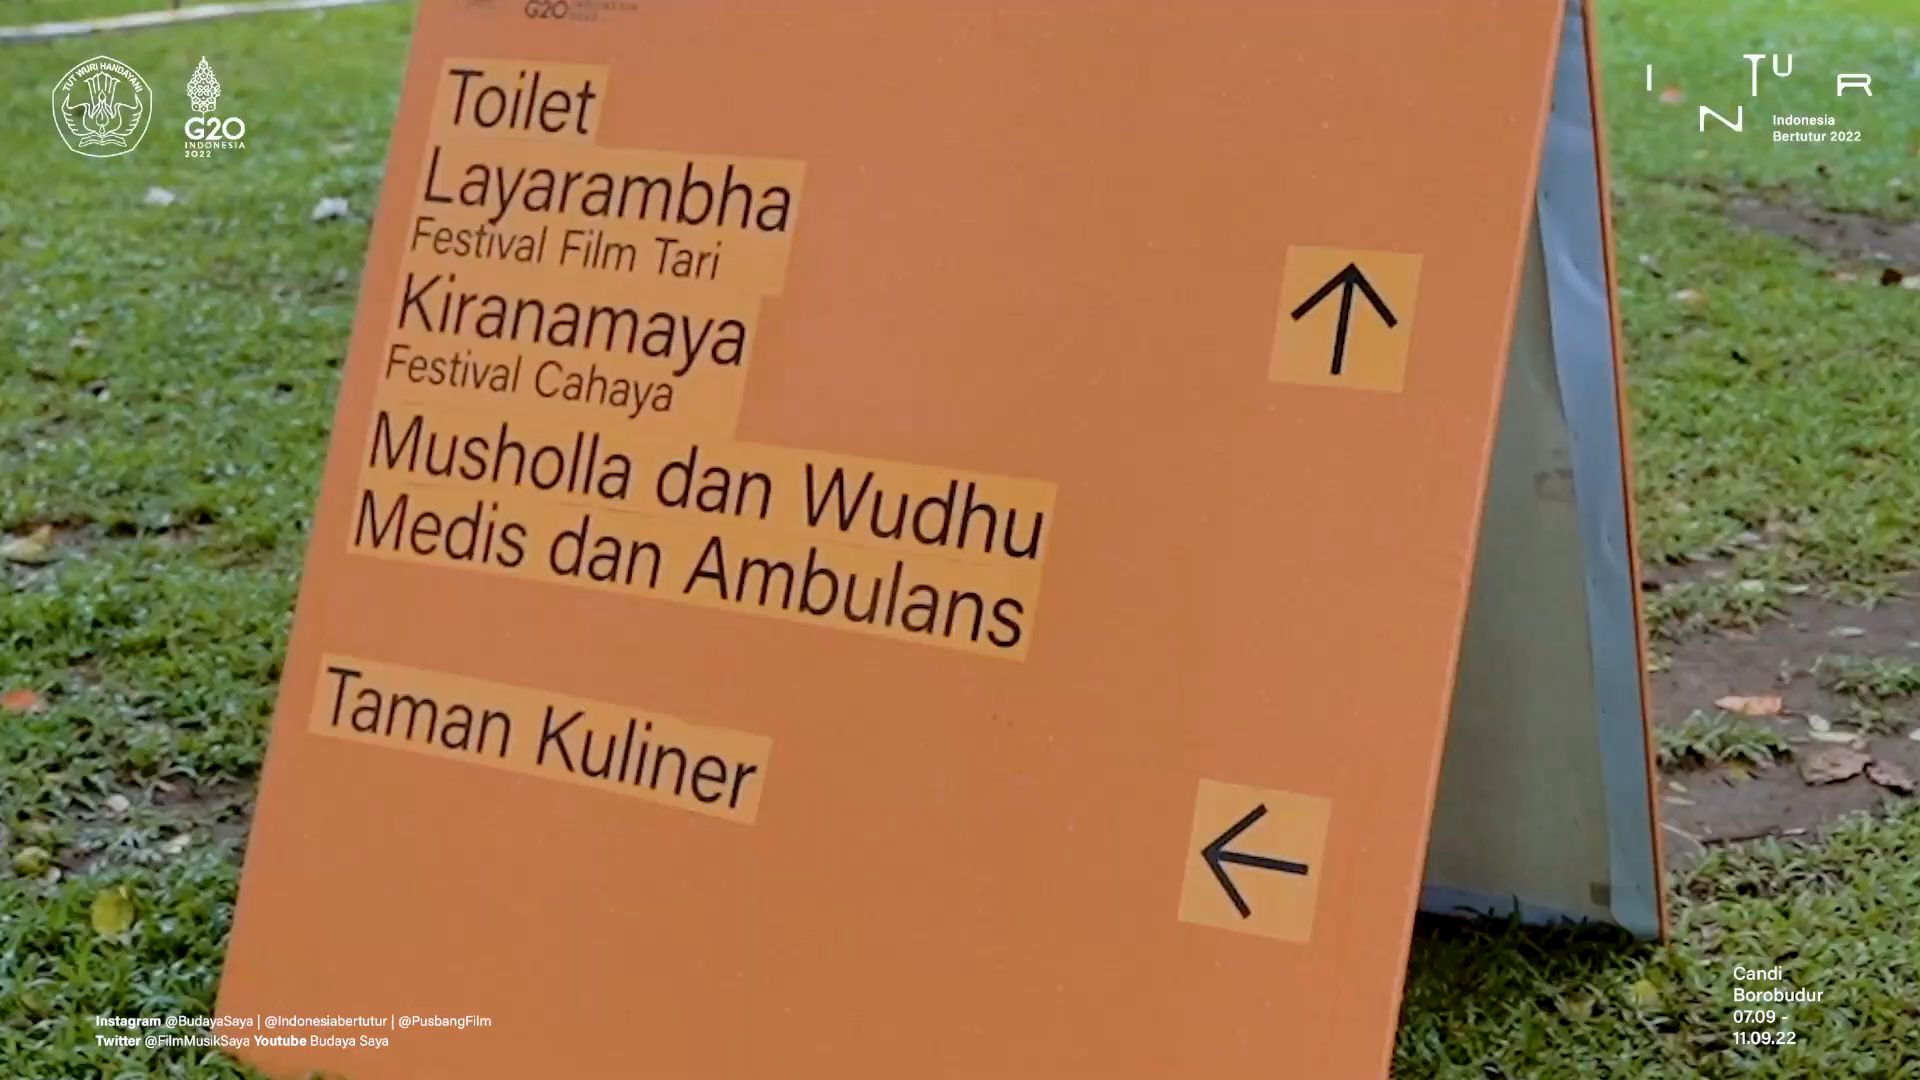 G20
TUT WURI HANDAYANI
G20
INDONESIA
2022
INTUR
Indonesia
Bertutur 2022
Toilet
Layarambha
Festival Film Tari
Kiranamaya
Festival Cahaya
Musholla dan Wudhu
Medis dan Ambulans
Taman Kuliner
Candi
Borobudur
07.09 -
11.09.22
Instagram @BudayaSaya | @Indonesiabertutur | @PusbangFilm
Twitter @FilmMusikSaya Youtube Budaya Saya